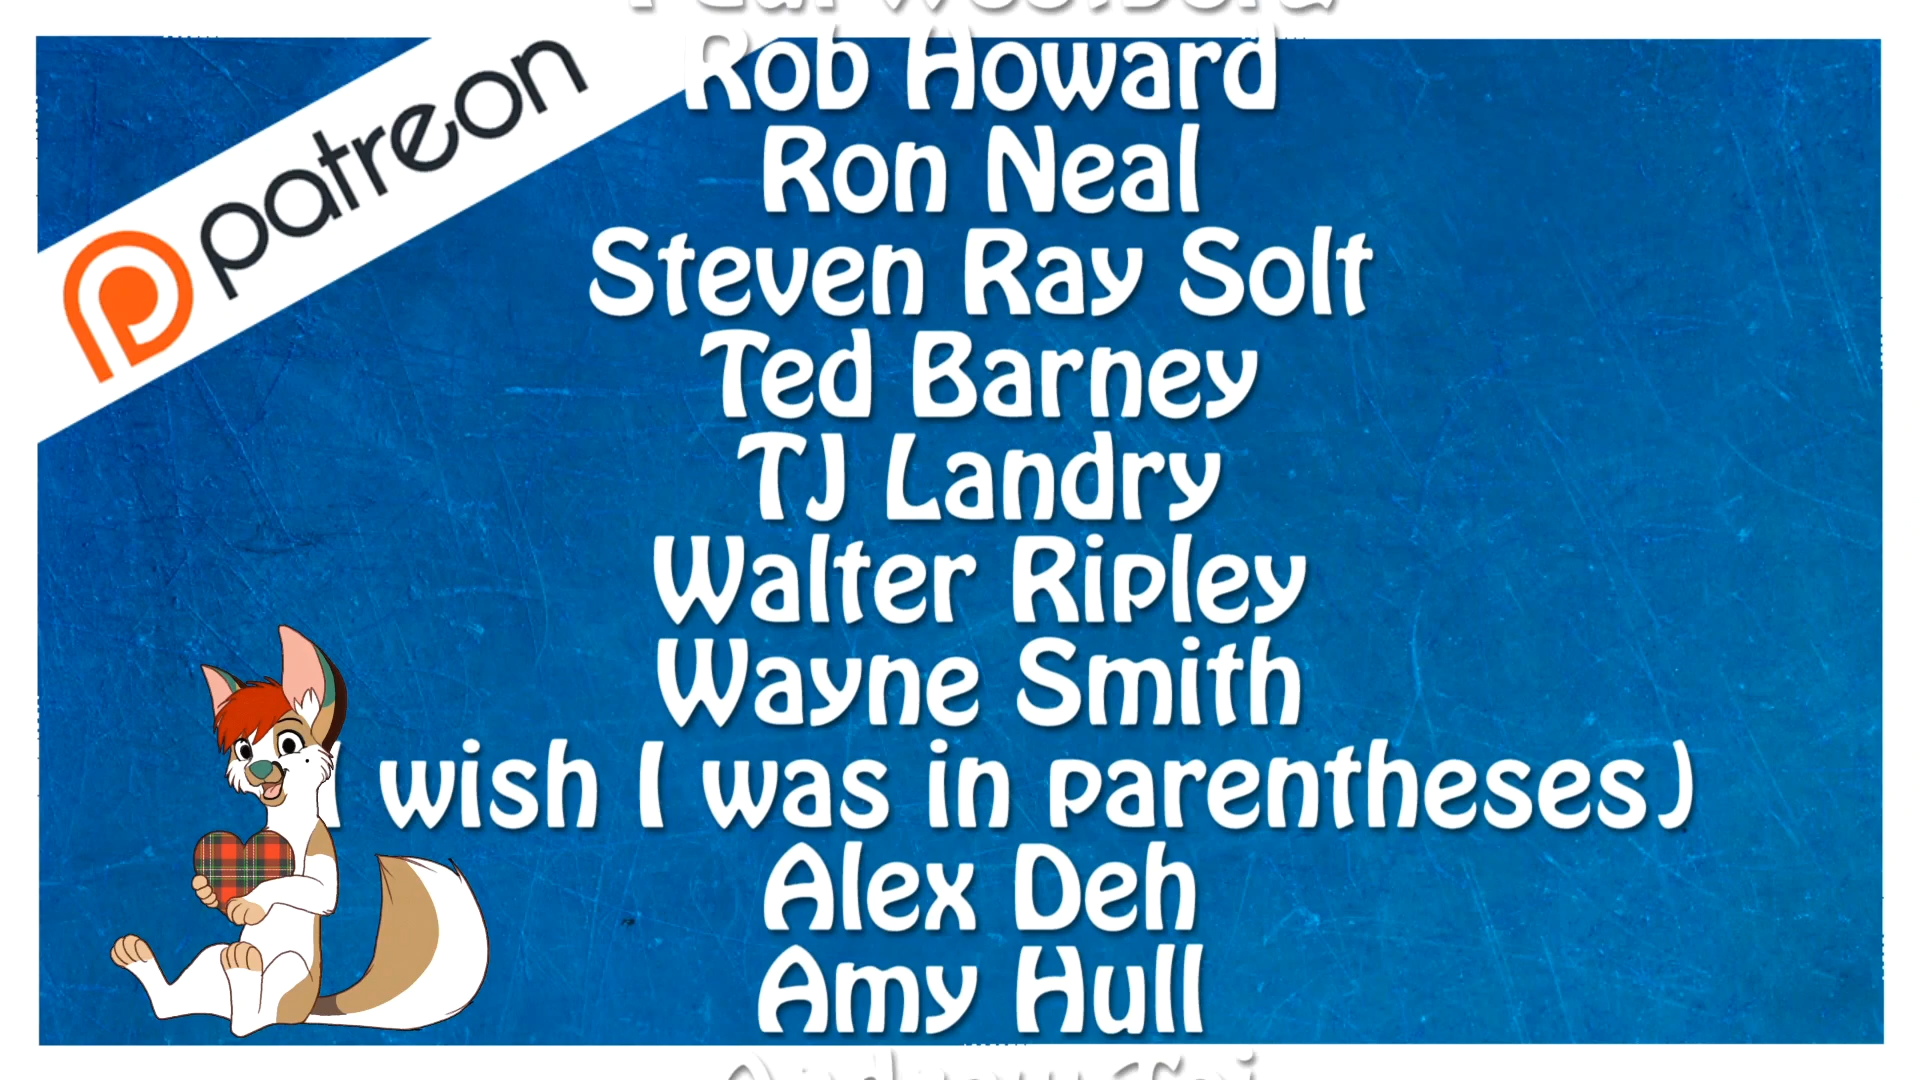 patreon
Rob Howard
Ron Neal
Steven Ray Solt
Ted Barney
TJ Landry
Walter Ripley
Wayne Smith
I wish I was in parentheses)
Alex Deh
Amy Hull